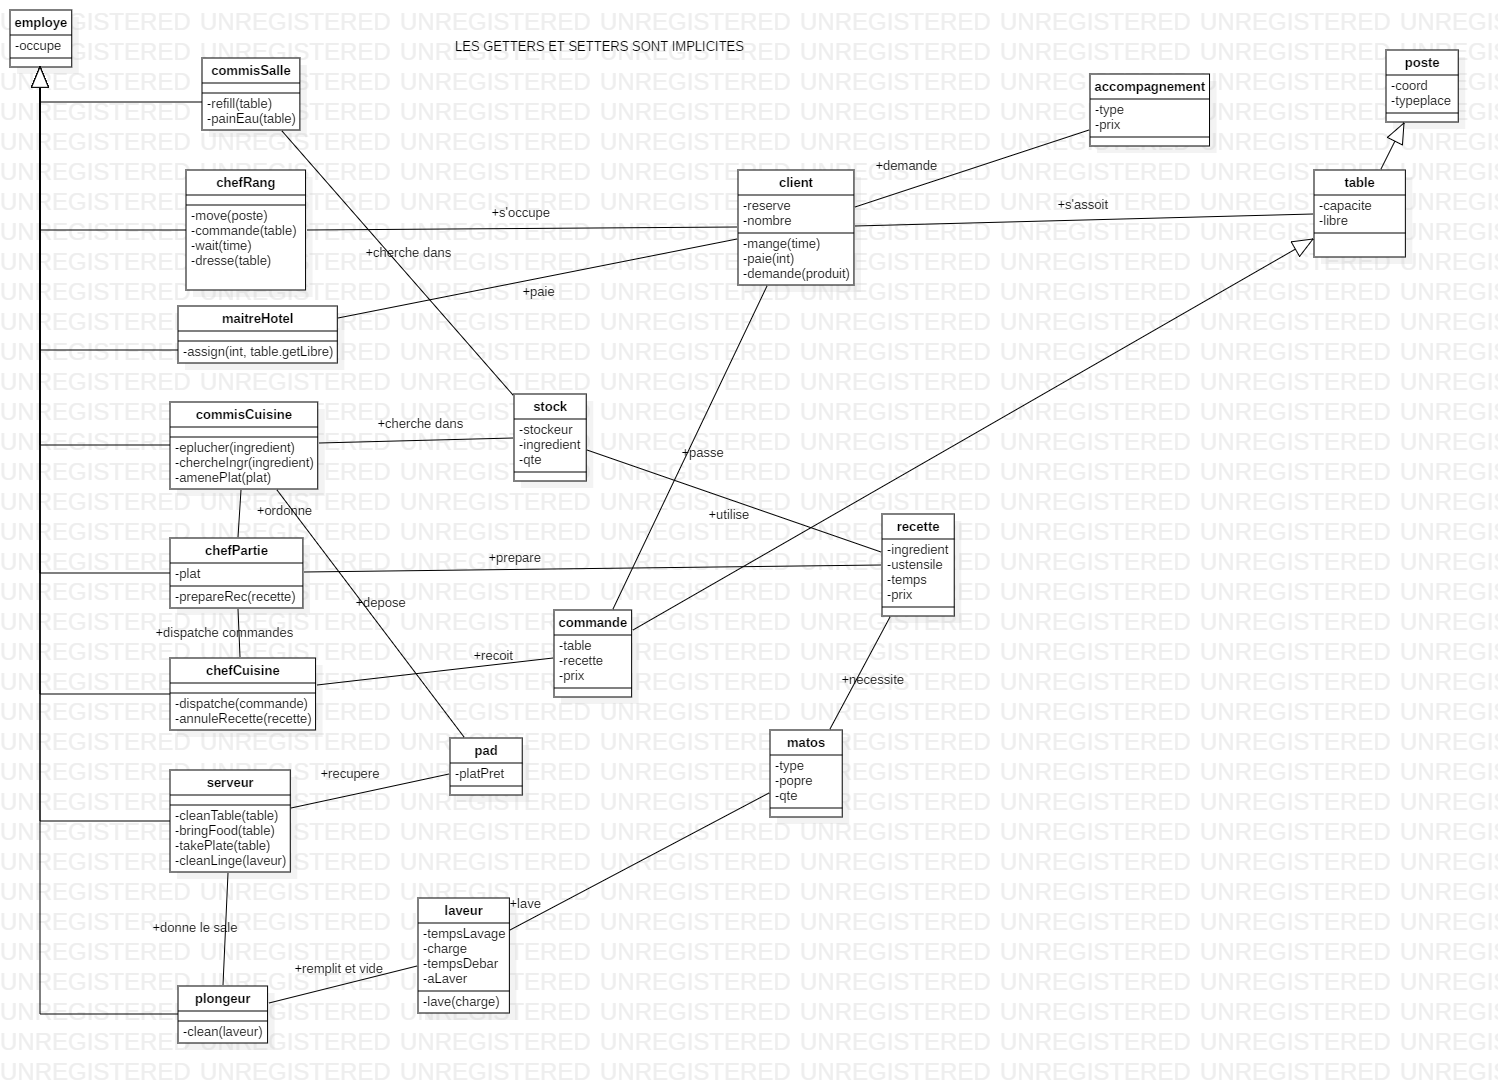 employe
-occupe
LES GETTERS ET SETTERS SONT IMPLICITES
commisSalle
-refill(table)
-painEau(table)
poste
-coord
-typeplace
accompagnement
-type
-prix
+demande
chefRang
-move(poste)
-commande(table)
-wait(time)
-dresse(table)
+s'occupe
+cherche dans
client
-reserve
-nombre
-mange(time)
-paie(int)
-demande(produit)
+s'assoit
table
-capacite
-libre
+paie
maitreHotel
-assign(int, table.getLibre)
commisCuisine
-eplucher(ingredient)
-chercheIngr(ingredient)
-amenePlat(plat)
+cherche dans
stock
-stockeur
-ingredient
-qte
+passe
+ordonne
+utilise
recette
-ingredient
-ustensile
-temps
-prix
chefPartie
-plat
-prepareRec(recette)
+prepare
+depose
+dispatche commandes
commande
-table
-recette
-prix
chefCuisine
-dispatche(commande)
-annuleRecette(recette)
+recoit
+necessite
pad
-platPret
matos
-type
-popre
-qte
serveur
-cleanTable(table)
-bringFood(table)
-takePlate(table)
-cleanLinge(laveur)
+recupere
+donne le sale
laveur
-tempsLavage
-charge
-tempsDebar
-aLaver
-lave(charge)
+lave
+remplit et vide
plongeur
-clean(laveur)
UNREGISTERED